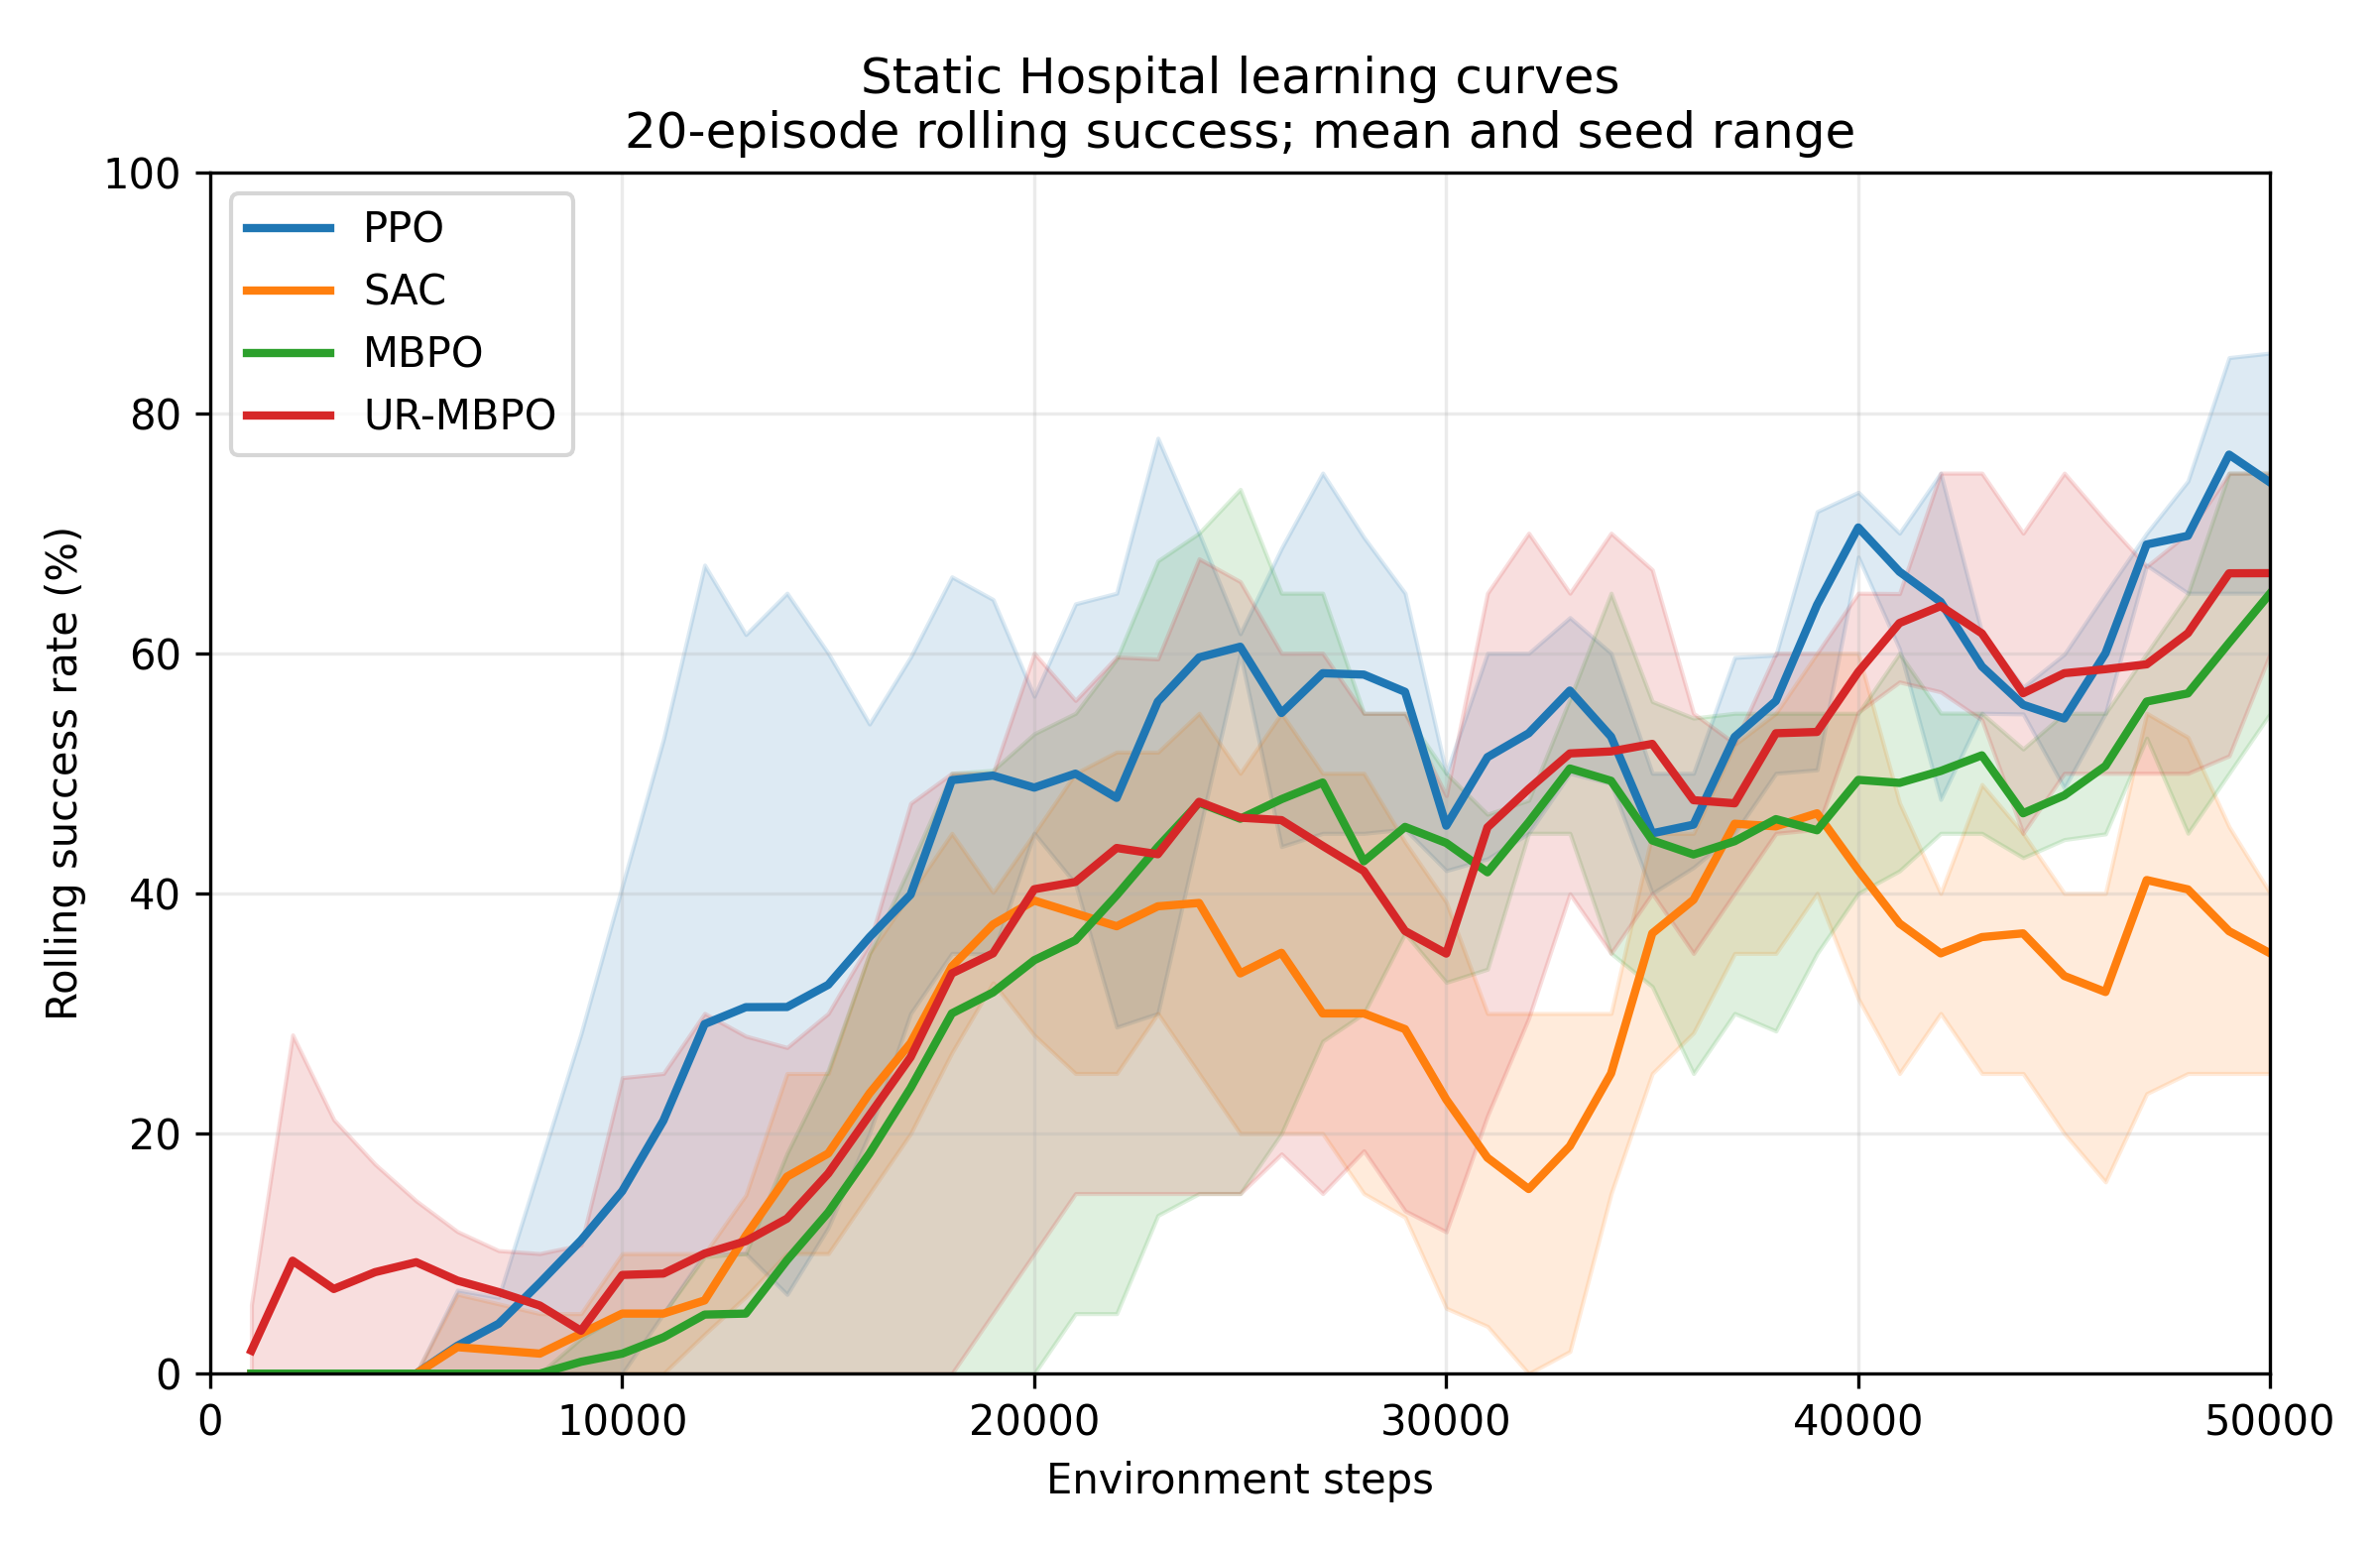 Static Hospital learning curves
20-episode rolling success; mean and seed range
100
80
60
40
20
0
Rolling success rate (%)
PPO
SAC
MBPO
UR-MBPO
0
10000
20000
30000
40000
50000
Environment steps